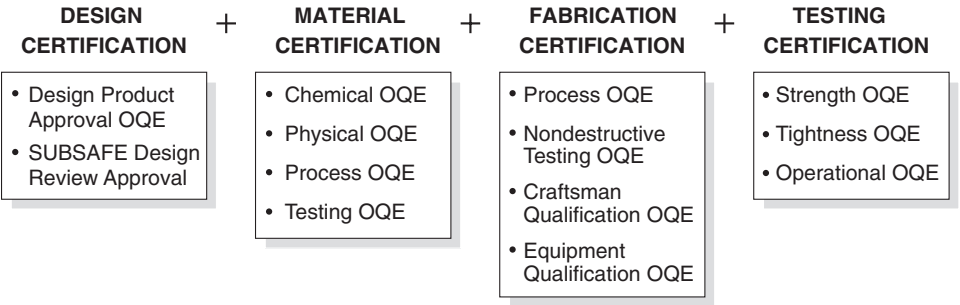 DESIGN
CERTIFICATION
+
MATERIAL
CERTIFICATION
+
FABRICATION
CERTIFICATION
+
TESTING
CERTIFICATION
• Design Product
Approval OQE
• SUBSAFE Design
Review Approval
• Chemical OQE
• Physical OQE
• Process OQE
• Testing OQE
• Process OQE
• Nondestructive
Testing OQE
• Craftsman
Qualification OQE
• Equipment
Qualification OQE
• Strength OQE
• Tightness OQE
• Operational OQE